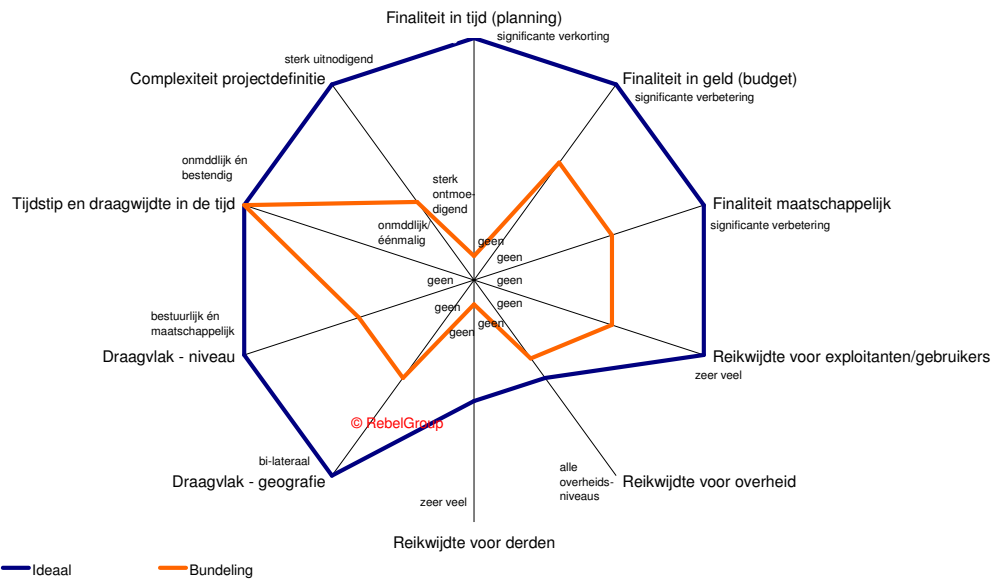 Finaliteit in tijd (planning)
significante verkorting
sterk uitnodigend
Complexiteit projectdefinitie
Finaliteit in geld (budget)
significante verbetering
onmddlijk én
bestendig
Tijdstip en draagwijdte in de tijd
sterk
ontmoe-
digend
Finaliteit maatschappelijk
significante verbetering
onmddlijk/
éénmalig
geen
geen
geen
geen
geen
geen
geen
geen
bestuurlijk én
maatschappelijk
Draagvlak - niveau
Reikwijdte voor exploitanten/gebruikers
zeer veel
© RebelGroup
bi-lateraal
Draagvlak - geografie
alle
overheids-
niveaus
Reikwijdte voor overheid
zeer veel
Reikwijdte voor derden
Ideaal
Bundeling